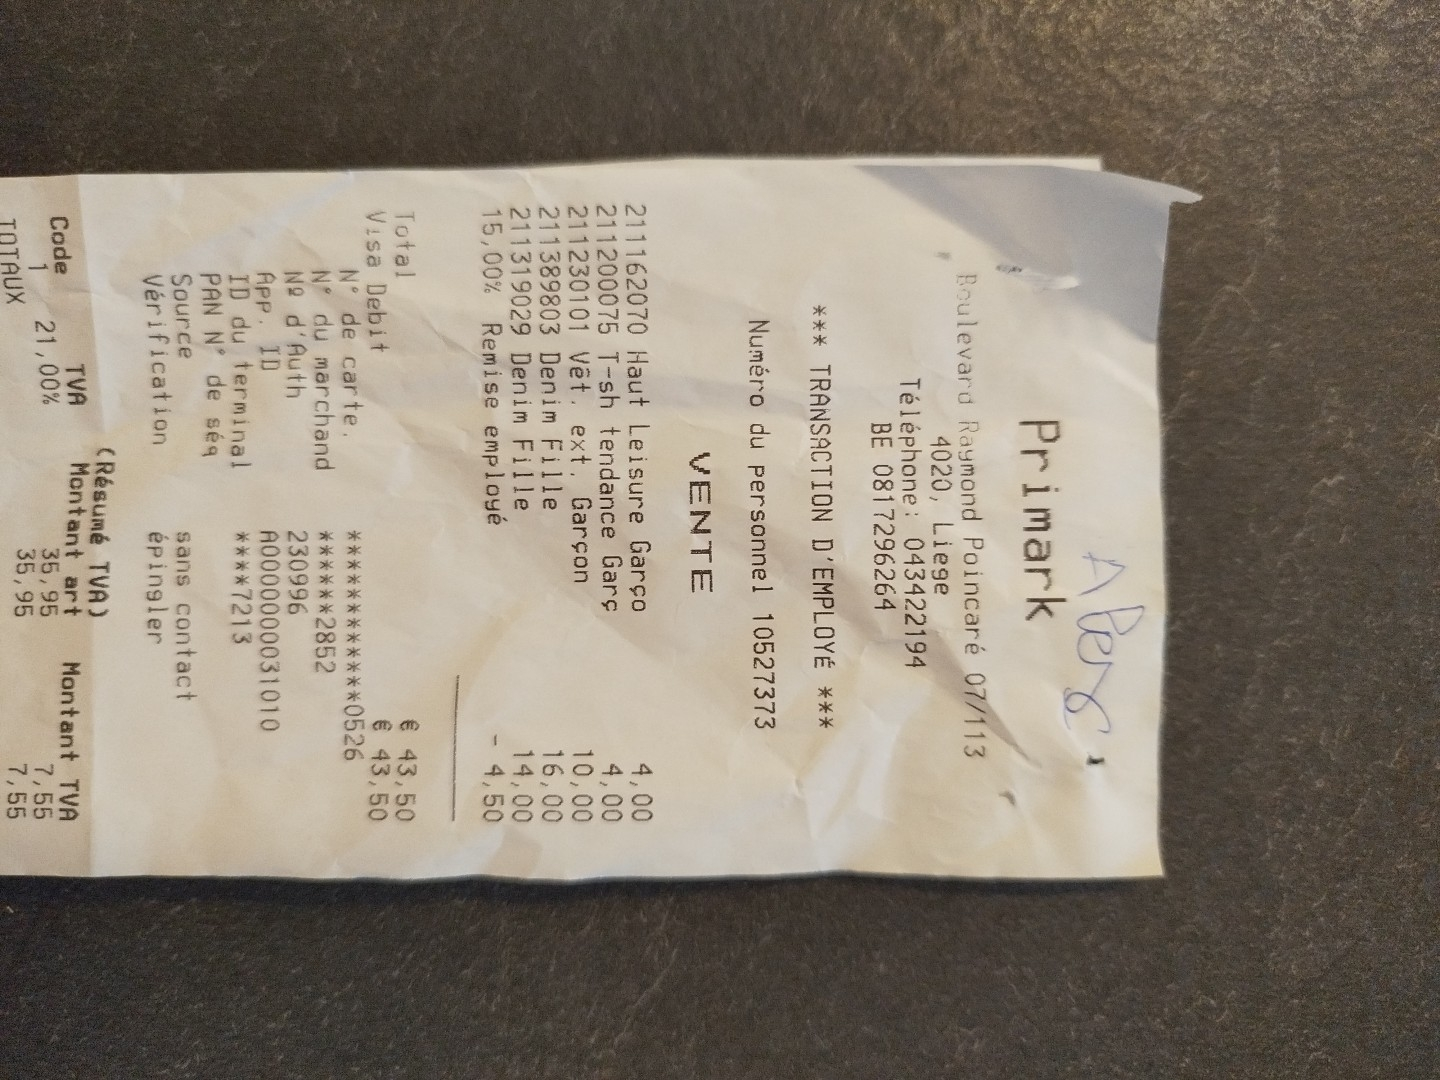 Primark
Boulevard Raymond Poincaré 07/113
4020, Liege
Téléphone: 043422194
BE 0817296264
*** TRANSACTION D'EMPLOYÉ ***
Numéro du personnel 10527373
VENTE
211162070 Haut Leisure Garço 4,00
211200075 T-sh tendance Garç 4,00
211230101 Vêt. ext. Garçon 10,00
211389803 Denim Fille 16,00
211319029 Denim Fille 14,00
15,00% Remise employé - 4,50
Total € 43,50
Visa Debit € 43,50
N° de carte. ************0526
N° du marchand ******2852
Nº d'Auth 230996
App. ID A0000000031010
ID du terminal ****7213
PAN N° de séq
Source sans contact
Vérification épingler
(Résumé TVA)
Code TVA Montant art Montant TVA
1 21,00% 35,95 7,55
TOTAUX 35,95 7,55